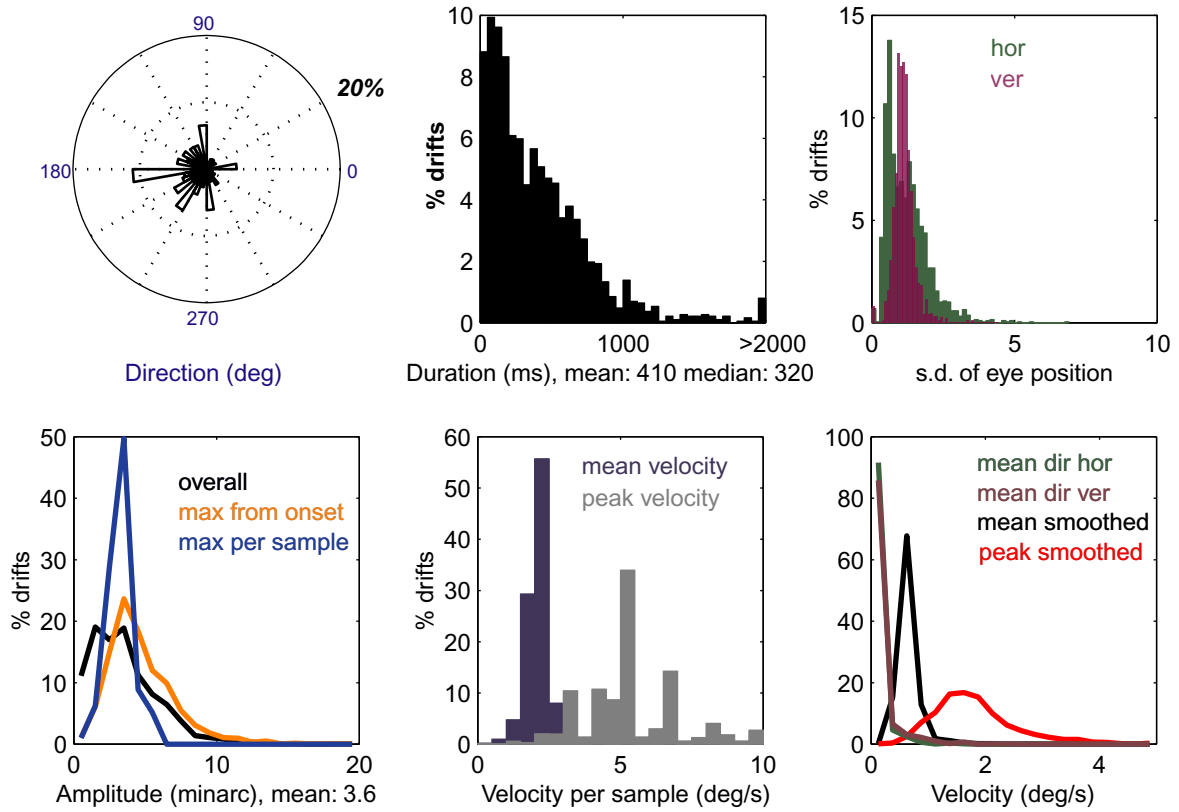 90
20%
180
0
270
Direction (deg)
10
8
6
4
2
0
% drifts
0
1000
>2000
Duration (ms), mean: 410 median: 320
15
10
5
0
% drifts
hor
ver
0
5
10
s.d. of eye position
50
40
30
20
10
0
% drifts
overall
max from onset
max per sample
0
10
20
Amplitude (minarc), mean: 3.6
60
50
40
30
20
10
0
% drifts
mean velocity
peak velocity
0
5
10
Velocity per sample (deg/s)
100
80
60
40
20
0
% drifts
mean dir hor
mean dir ver
mean smoothed
peak smoothed
0
2
4
Velocity (deg/s)